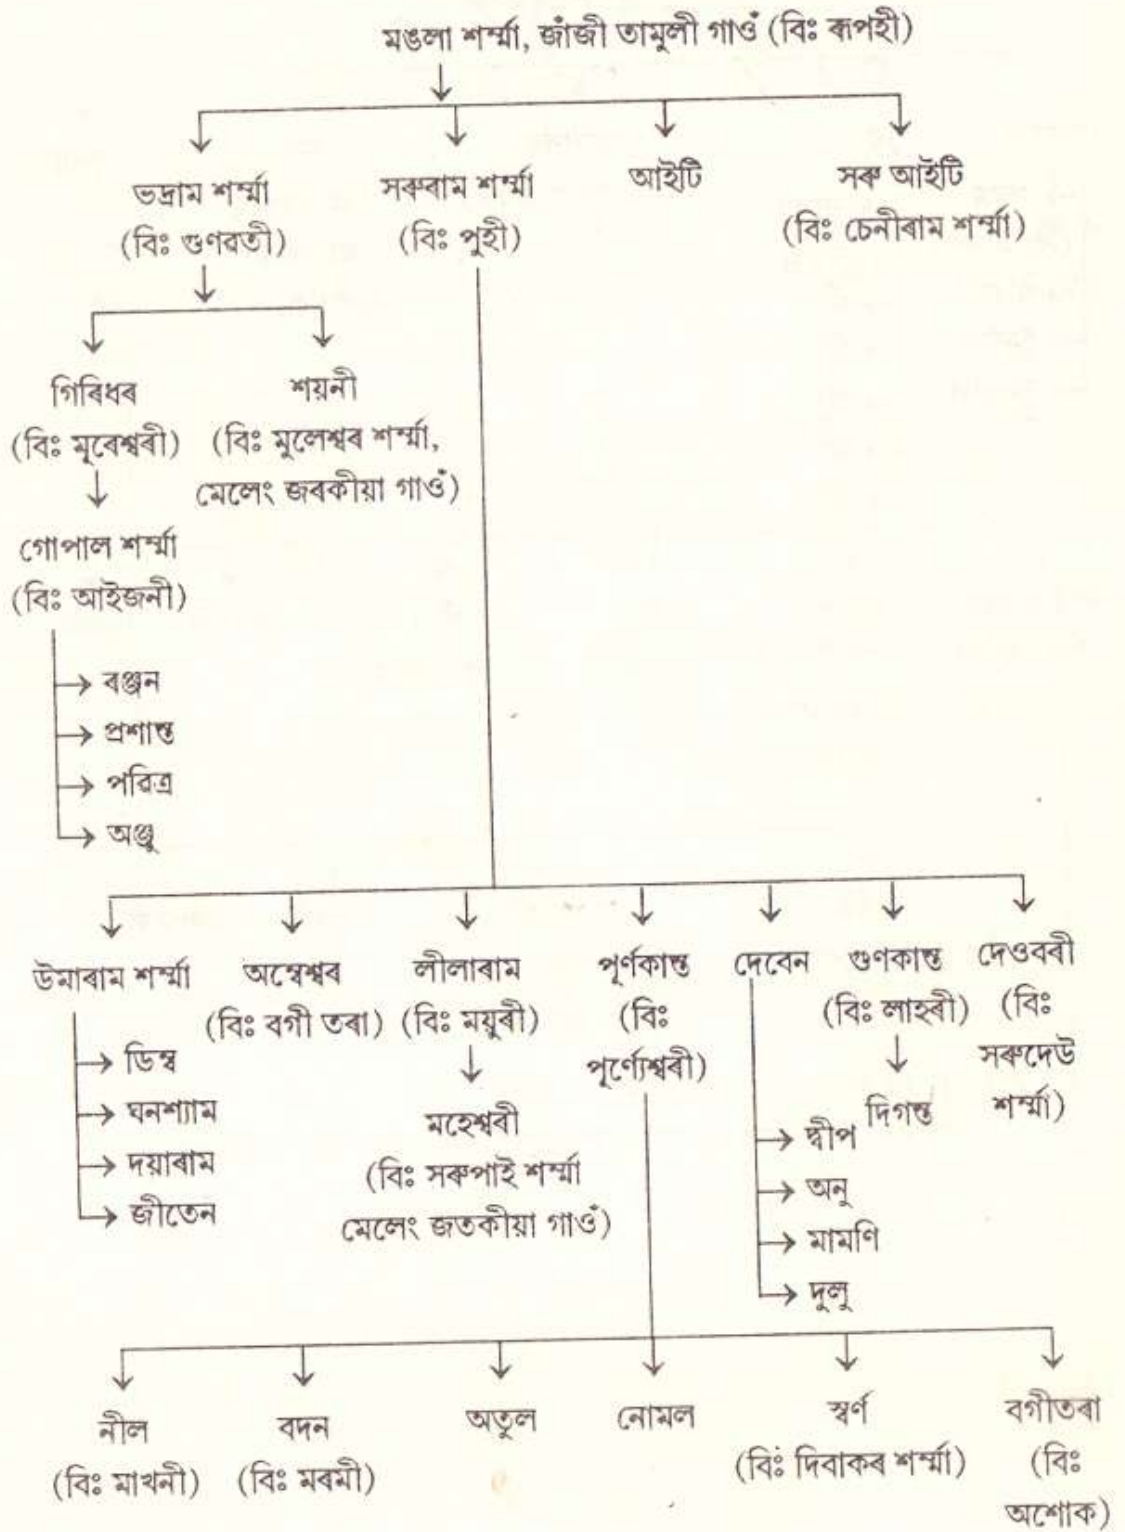 মঙলা শৰ্ম্মা, জাঁজী তামুলী গাওঁ (বিঃ ৰূপহী)
ভদ্ৰাম শৰ্ম্মা
(বিঃ গুণৱতী)
সৰুৰাম শৰ্ম্মা
(বিঃ পুহী)
আইটি
সৰু আইটি
(বিঃ চেনীৰাম শৰ্ম্মা)
গিৰিধৰ
(বিঃ মূৰেশ্বৰী)
শয়নী
(বিঃ মুলেশ্বৰ শৰ্ম্মা,
মেলেং জৰকীয়া গাওঁ)
গোপাল শৰ্ম্মা
(বিঃ আইজনী)
ৰঞ্জন
প্ৰশান্ত
পৱিত্ৰ
অঞ্জু
উমাৰাম শৰ্ম্মা
ডিম্ব
ঘনশ্যাম
দয়াৰাম
জীতেন
অম্বেশ্বৰ
(বিঃ বগী তৰা)
লীলাৰাম
(বিঃ ময়ুৰী)
মহেশ্বৰী
(বিঃ সৰুপাই শৰ্ম্মা
মেলেং জতকীয়া গাওঁ)
পূৰ্ণকান্ত
(বিঃ
পূৰ্ণেশ্বৰী)
দেবেন
দ্বীপ
অনু
মামণি
দুলু
গুণকান্ত
(বিঃ লাহৰী)
দিগন্ত
দেওবৰী
(বিঃ
সৰুদেউ
শৰ্ম্মা)
নীল
(বিঃ মাখনী)
বদন
(বিঃ মৰমী)
অতুল
নোমল
স্বৰ্ণ
(বিঃ দিবাকৰ শৰ্ম্মা)
বগীতৰা
(বিঃ
অশোক)